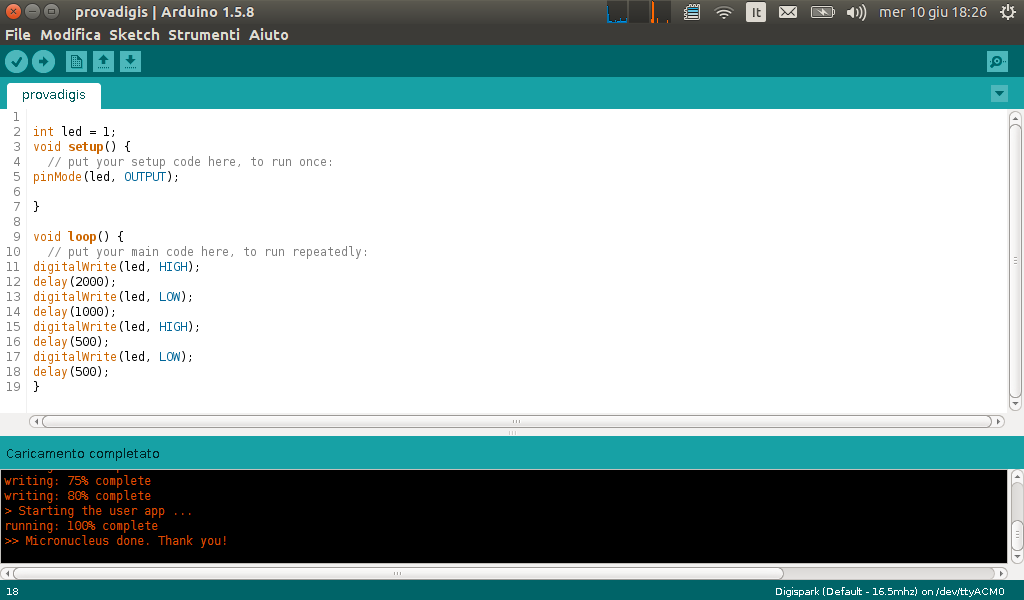 provadigis | Arduino 1.5.8
It
mer 10 giu 18:26
File Modifica Sketch Strumenti Aiuto
provadigis
1
2 int led = 1;
3 void setup() {
4 // put your setup code here, to run once:
5 pinMode(led, OUTPUT);
6
7 }
8
9 void loop() {
10 // put your main code here, to run repeatedly:
11 digitalWrite(led, HIGH);
12 delay(2000);
13 digitalWrite(led, LOW);
14 delay(1000);
15 digitalWrite(led, HIGH);
16 delay(500);
17 digitalWrite(led, LOW);
18 delay(500);
19 }
Caricamento completato
writing: 75% complete
writing: 80% complete
> Starting the user app ...
running: 100% complete
>> Micronucleus done. Thank you!
18
Digispark (Default - 16.5mhz) on /dev/ttyACM0